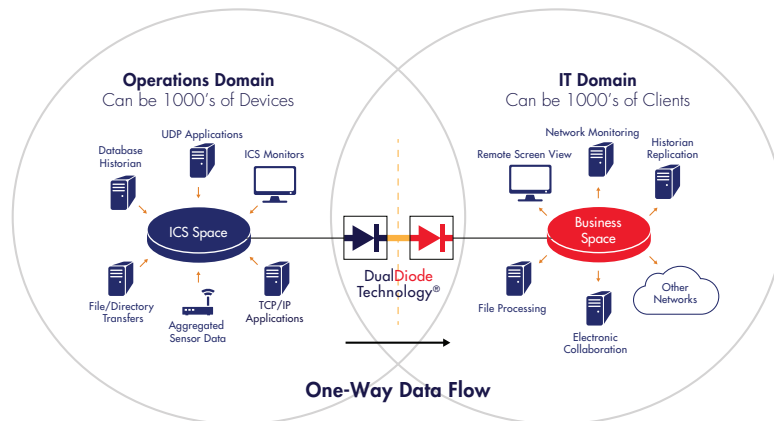 Operations Domain
Can be 1000's of Devices
IT Domain
Can be 1000's of Clients
UDP Applications
Database
Historian
ICS Monitors
ICS Space
File/Directory
Transfers
Aggregated
Sensor Data
TCP/IP
Applications
DualDiode
Technology®
Network Monitoring
Remote Screen View
Historian
Replication
Business
Space
File Processing
Electronic
Collaboration
Other
Networks
One-Way Data Flow